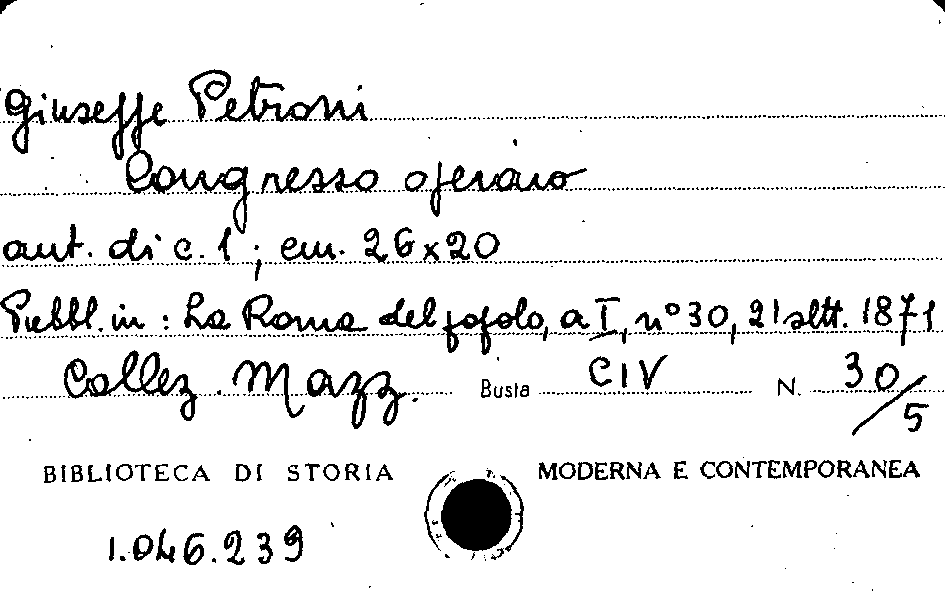 Giuseppe Petroni
Congresso operaio
aut. di c. 1; cm. 26x20
Pubbl. in: La Roma del popolo, a I, n° 30, 21 sett. 1871
Collez. Mazz. Busta CIV N. 30/5
BIBLIOTECA DI STORIA MODERNA E CONTEMPORANEA
1.046.239